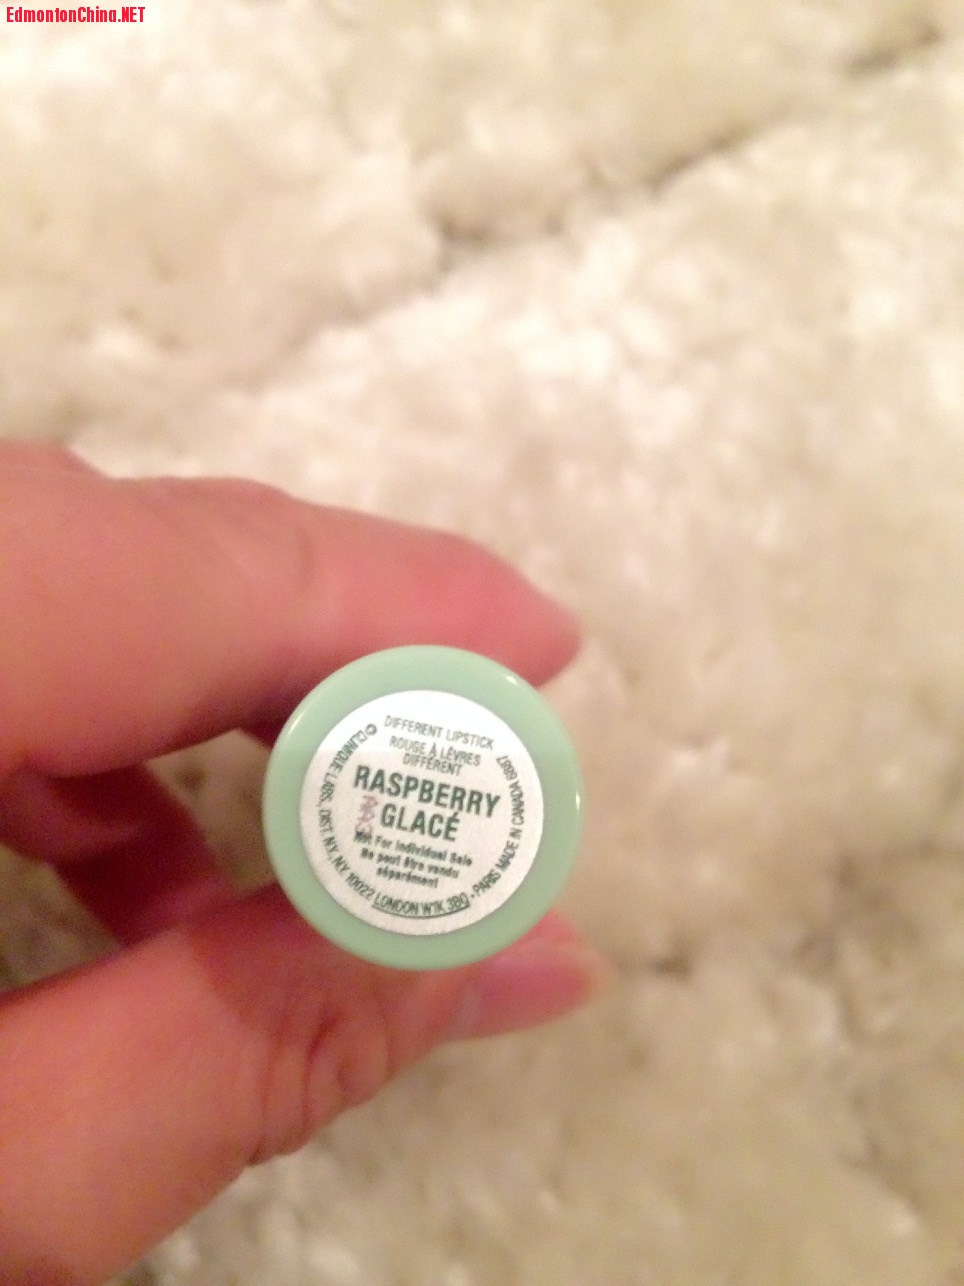 EdmontonChina.NET
DIFFERENT LIPSTICK
ROUGE À LÈVRES
DIFFÉRENT
RASPBERRY
GLACÉ
Not For Individual Sale
Ne peut être vendu
séparément
© CLINIQUE LABS., DIST. NY, NY 10022 LONDON W1K 3BQ - PARIS MADE IN CANADA 6887